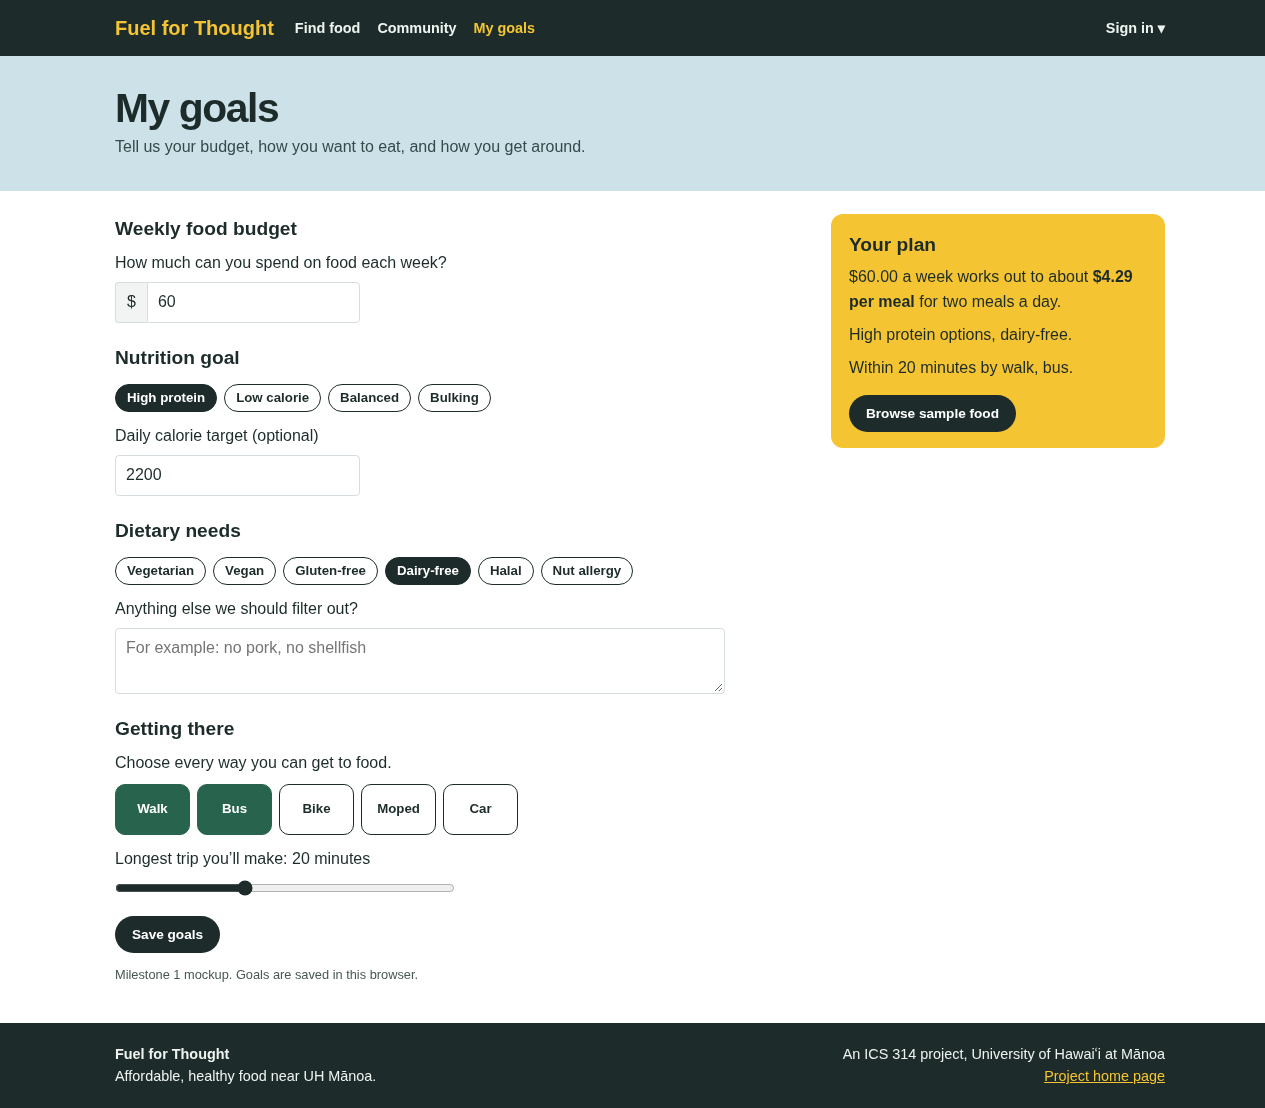 Fuel for Thought Find food Community My goals Sign in ▾
My goals
Tell us your budget, how you want to eat, and how you get around.
Weekly food budget
How much can you spend on food each week?
$ 60
Nutrition goal
High protein Low calorie Balanced Bulking
Daily calorie target (optional)
2200
Dietary needs
Vegetarian Vegan Gluten-free Dairy-free Halal Nut allergy
Anything else we should filter out?
For example: no pork, no shellfish
Getting there
Choose every way you can get to food.
Walk Bus Bike Moped Car
Longest trip you’ll make: 20 minutes
Save goals
Milestone 1 mockup. Goals are saved in this browser.
Your plan
$60.00 a week works out to about $4.29
per meal for two meals a day.
High protein options, dairy-free.
Within 20 minutes by walk, bus.
Browse sample food
Fuel for Thought
Affordable, healthy food near UH Mānoa.
An ICS 314 project, University of Hawaiʻi at Mānoa
Project home page